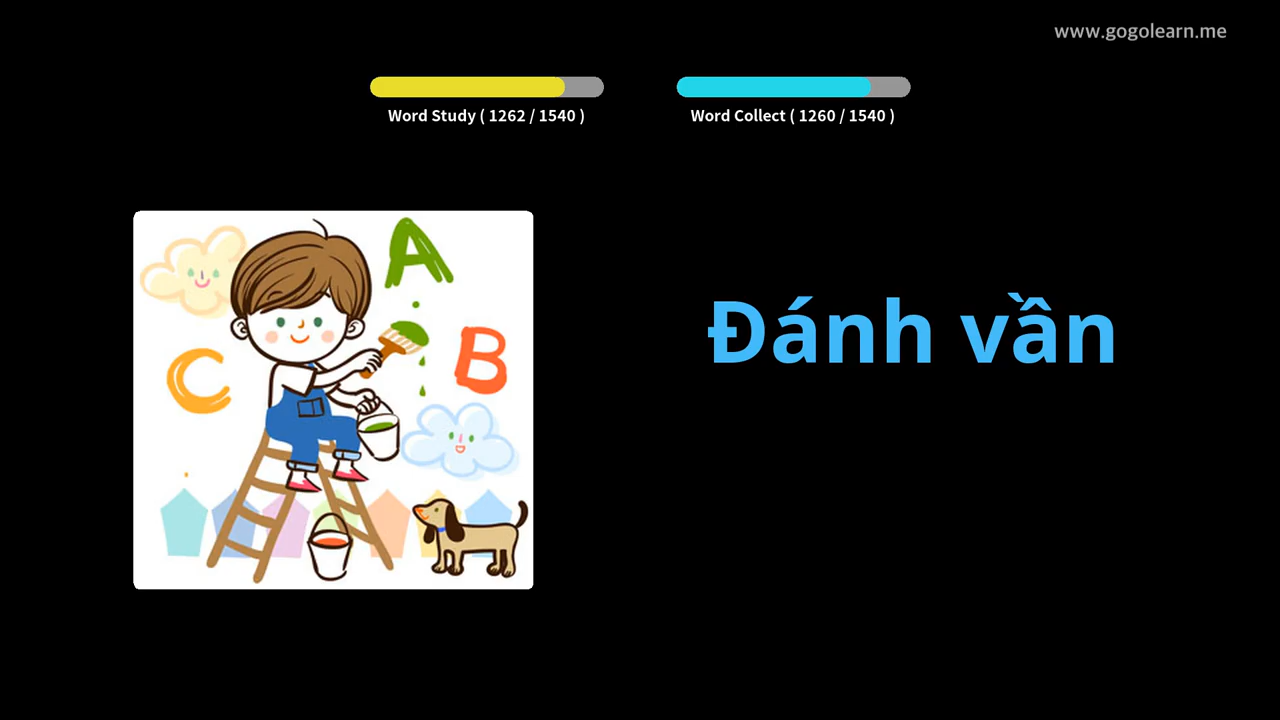 www.gogolearn.me
Word Study ( 1262 / 1540 )
Word Collect ( 1260 / 1540 )
A
B
C
Đánh vần